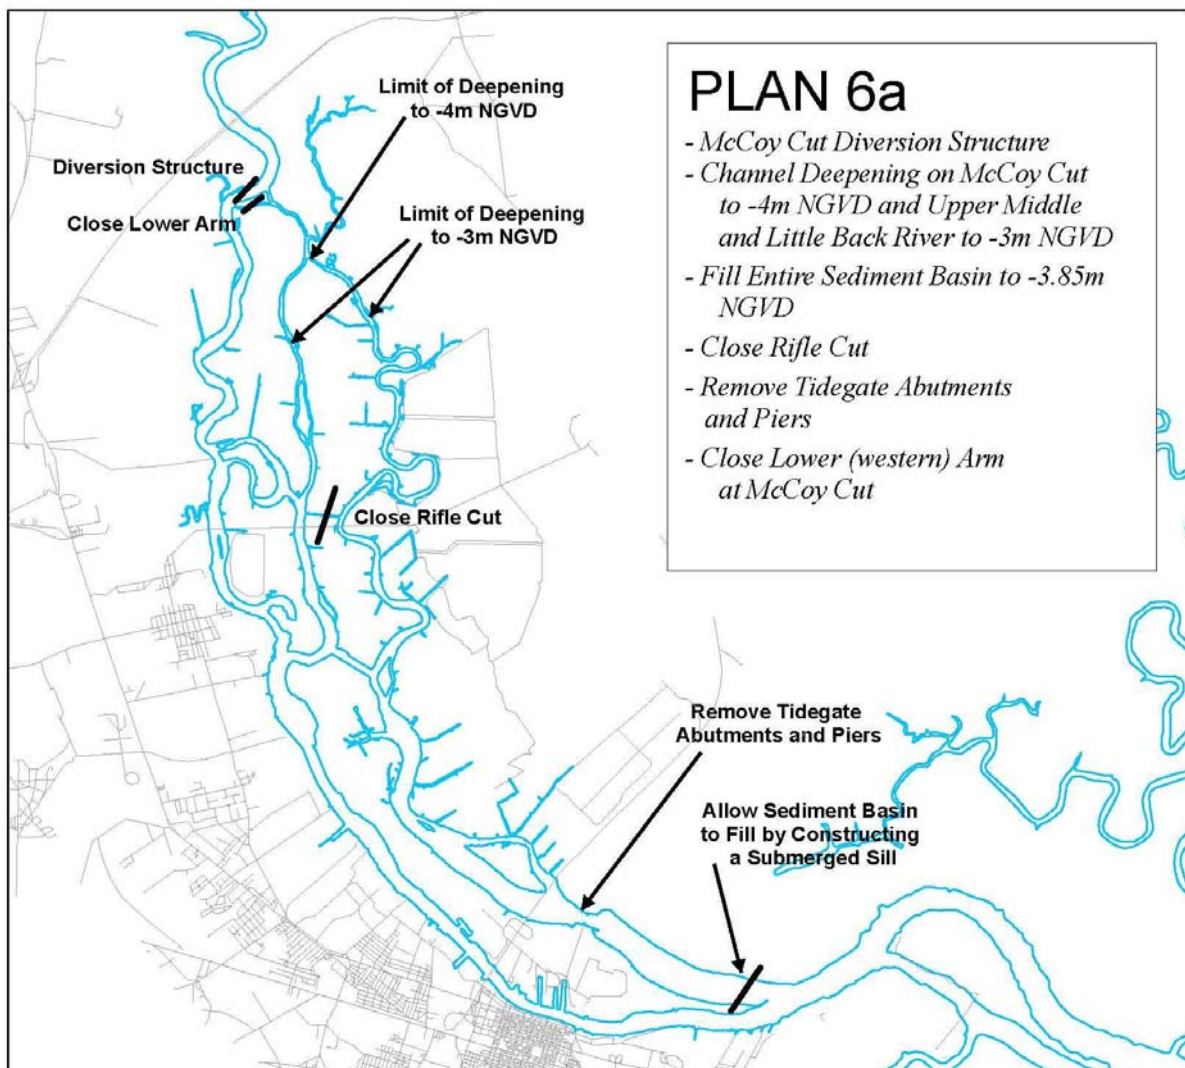 Limit of Deepening
to -4m NGVD
Diversion Structure
Close Lower Arm
Limit of Deepening
to -3m NGVD
PLAN 6a
- McCoy Cut Diversion Structure
- Channel Deepening on McCoy Cut
to -4m NGVD and Upper Middle
and Little Back River to -3m NGVD
- Fill Entire Sediment Basin to -3.85m
NGVD
- Close Rifle Cut
- Remove Tidegate Abutments
and Piers
- Close Lower (western) Arm
at McCoy Cut
Close Rifle Cut
Remove Tidegate
Abutments and Piers
Allow Sediment Basin
to Fill by Constructing
a Submerged Sill